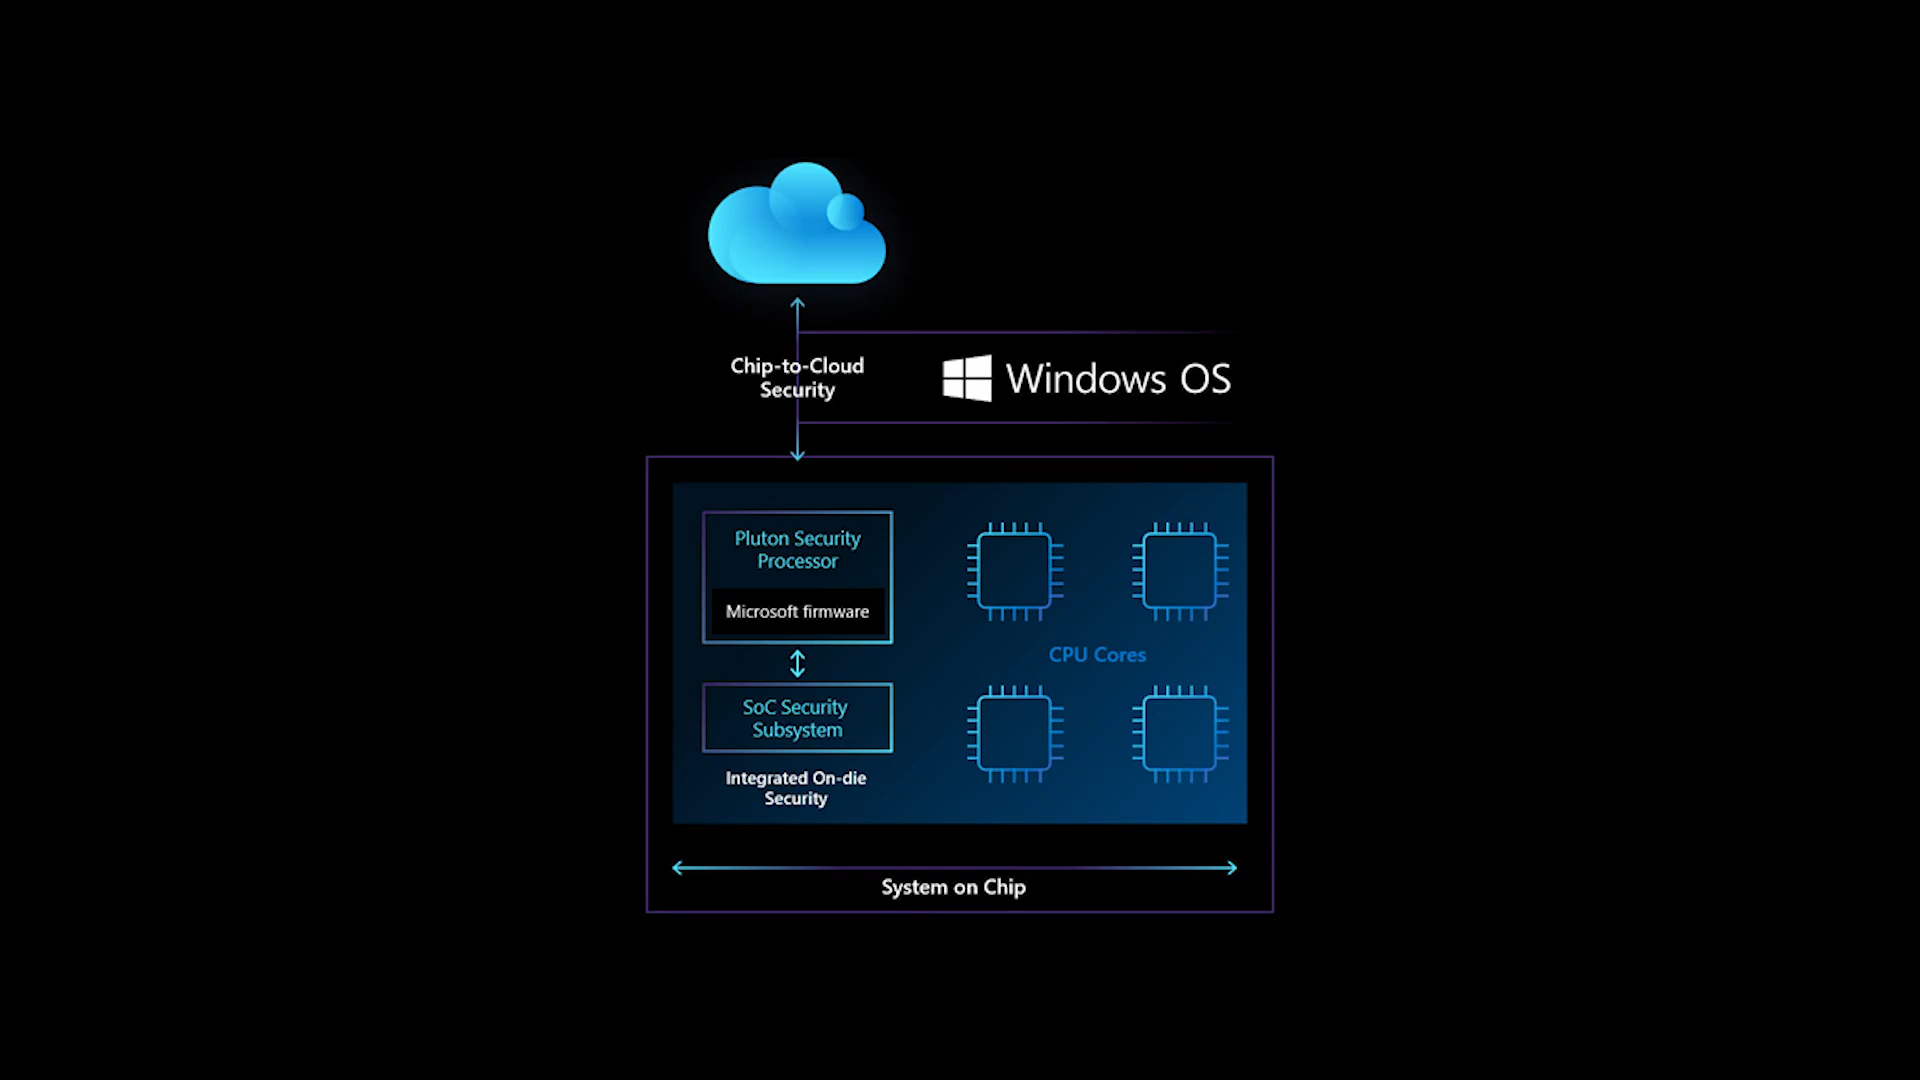 Chip-to-Cloud
Security
Windows OS
Pluton Security
Processor
Microsoft firmware
SoC Security
Subsystem
Integrated On-die
Security
CPU Cores
System on Chip